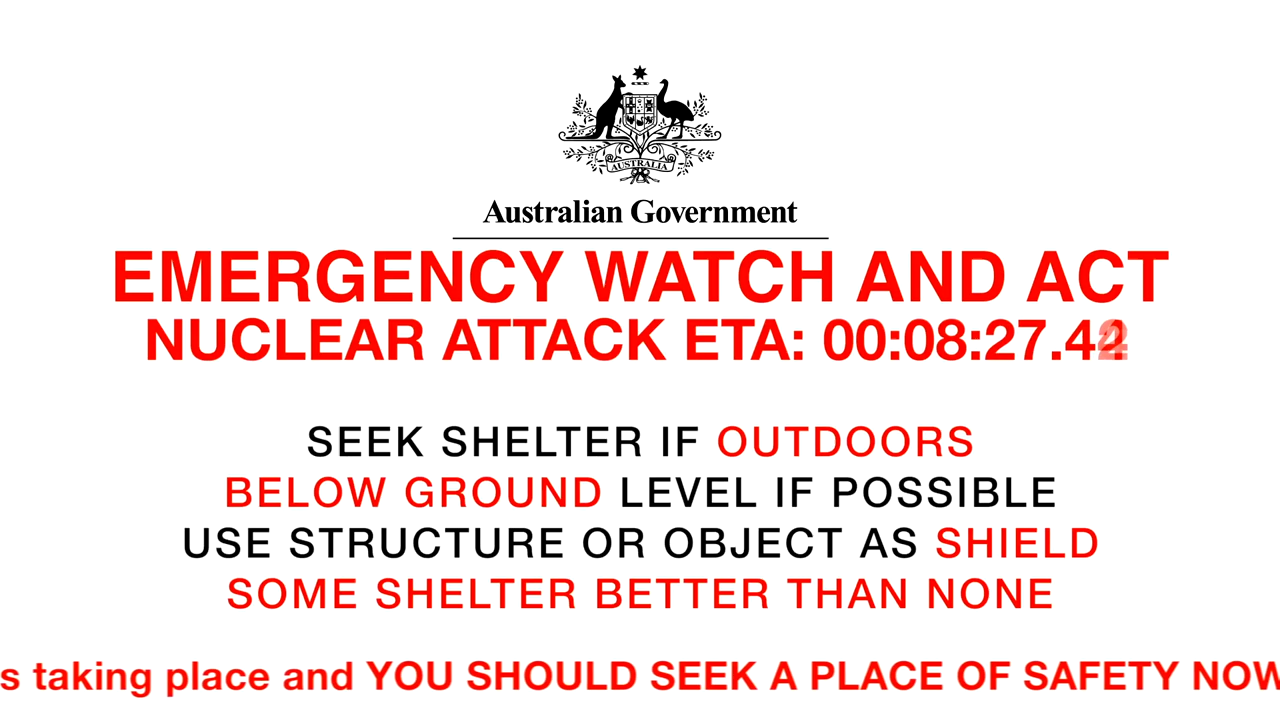 AUSTRALIA
Australian Government
EMERGENCY WATCH AND ACT
NUCLEAR ATTACK ETA: 00:08:27.4
SEEK SHELTER IF OUTDOORS
BELOW GROUND LEVEL IF POSSIBLE
USE STRUCTURE OR OBJECT AS SHIELD
SOME SHELTER BETTER THAN NONE
s taking place and YOU SHOULD SEEK A PLACE OF SAFETY NOW